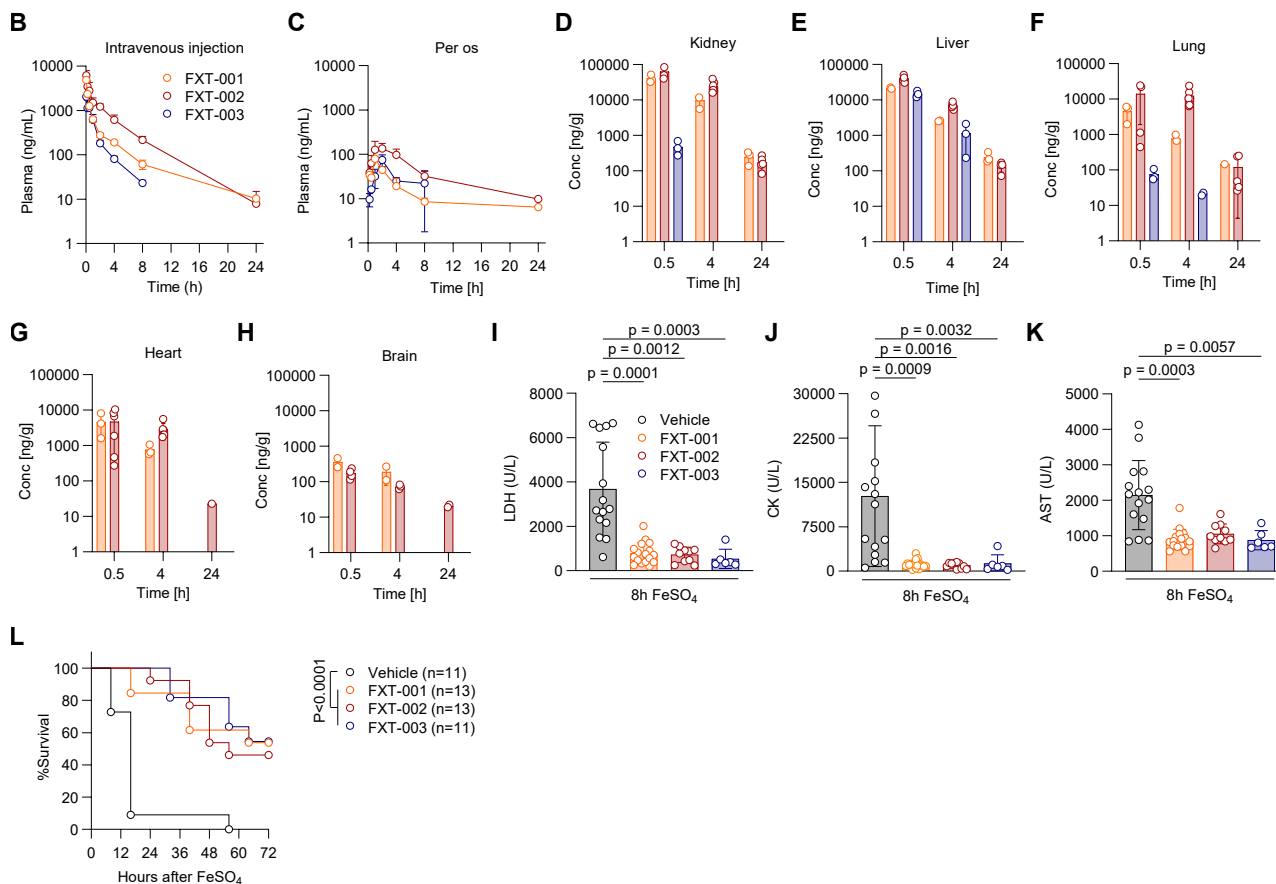 B
Intravenous injection
10000
1000
100
10
1
Plasma (ng/mL)
0 4 8 12 16 20 24
Time (h)
FXT-001
FXT-002
FXT-003
C
Per os
10000
1000
100
10
1
Plasma (ng/mL)
0 4 8 12 16 20 24
Time [h]
D
Kidney
100000
10000
1000
100
10
1
Conc [ng/g]
0.5 4 24
Time [h]
E
Liver
100000
10000
1000
100
10
1
Conc [ng/g]
0.5 4 24
Time [h]
F
Lung
100000
10000
1000
100
10
1
Conc [ng/g]
0.5 4 24
Time [h]
G
Heart
100000
10000
1000
100
10
1
Conc [ng/g]
0.5 4 24
Time [h]
H
Brain
100000
10000
1000
100
10
1
Conc [ng/g]
0.5 4 24
Time [h]
I
p = 0.0003
p = 0.0012
p = 0.0001
8000
6000
4000
2000
0
LDH (U/L)
Vehicle
FXT-001
FXT-002
FXT-003
8h FeSO₄
J
p = 0.0032
p = 0.0016
p = 0.0009
30000
22500
15000
7500
0
CK (U/L)
8h FeSO₄
K
p = 0.0057
p = 0.0003
5000
4000
3000
2000
1000
0
AST (U/L)
8h FeSO₄
L
100
80
60
40
20
0
%Survival
0 12 24 36 48 60 72
Hours after FeSO₄
P<0.0001
Vehicle (n=11)
FXT-001 (n=13)
FXT-002 (n=13)
FXT-003 (n=11)